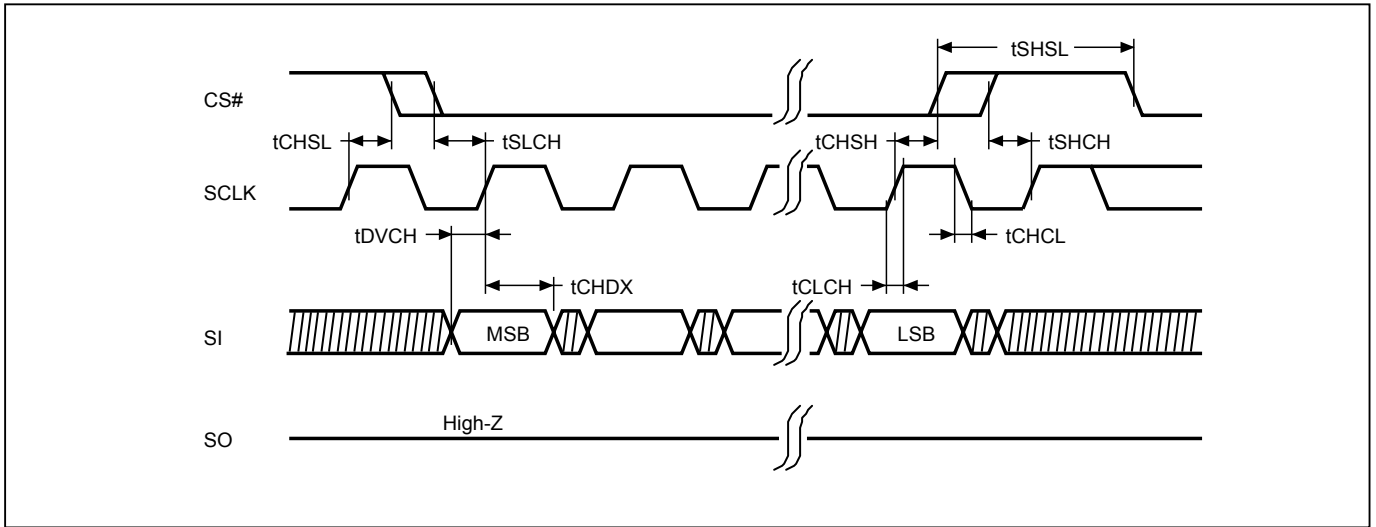 tSHSL
CS#
tCHSL
tSLCH
tCHSH
tSHCH
SCLK
tDVCH
tCHCL
tCHDX
tCLCH
SI
MSB
LSB
High-Z
SO